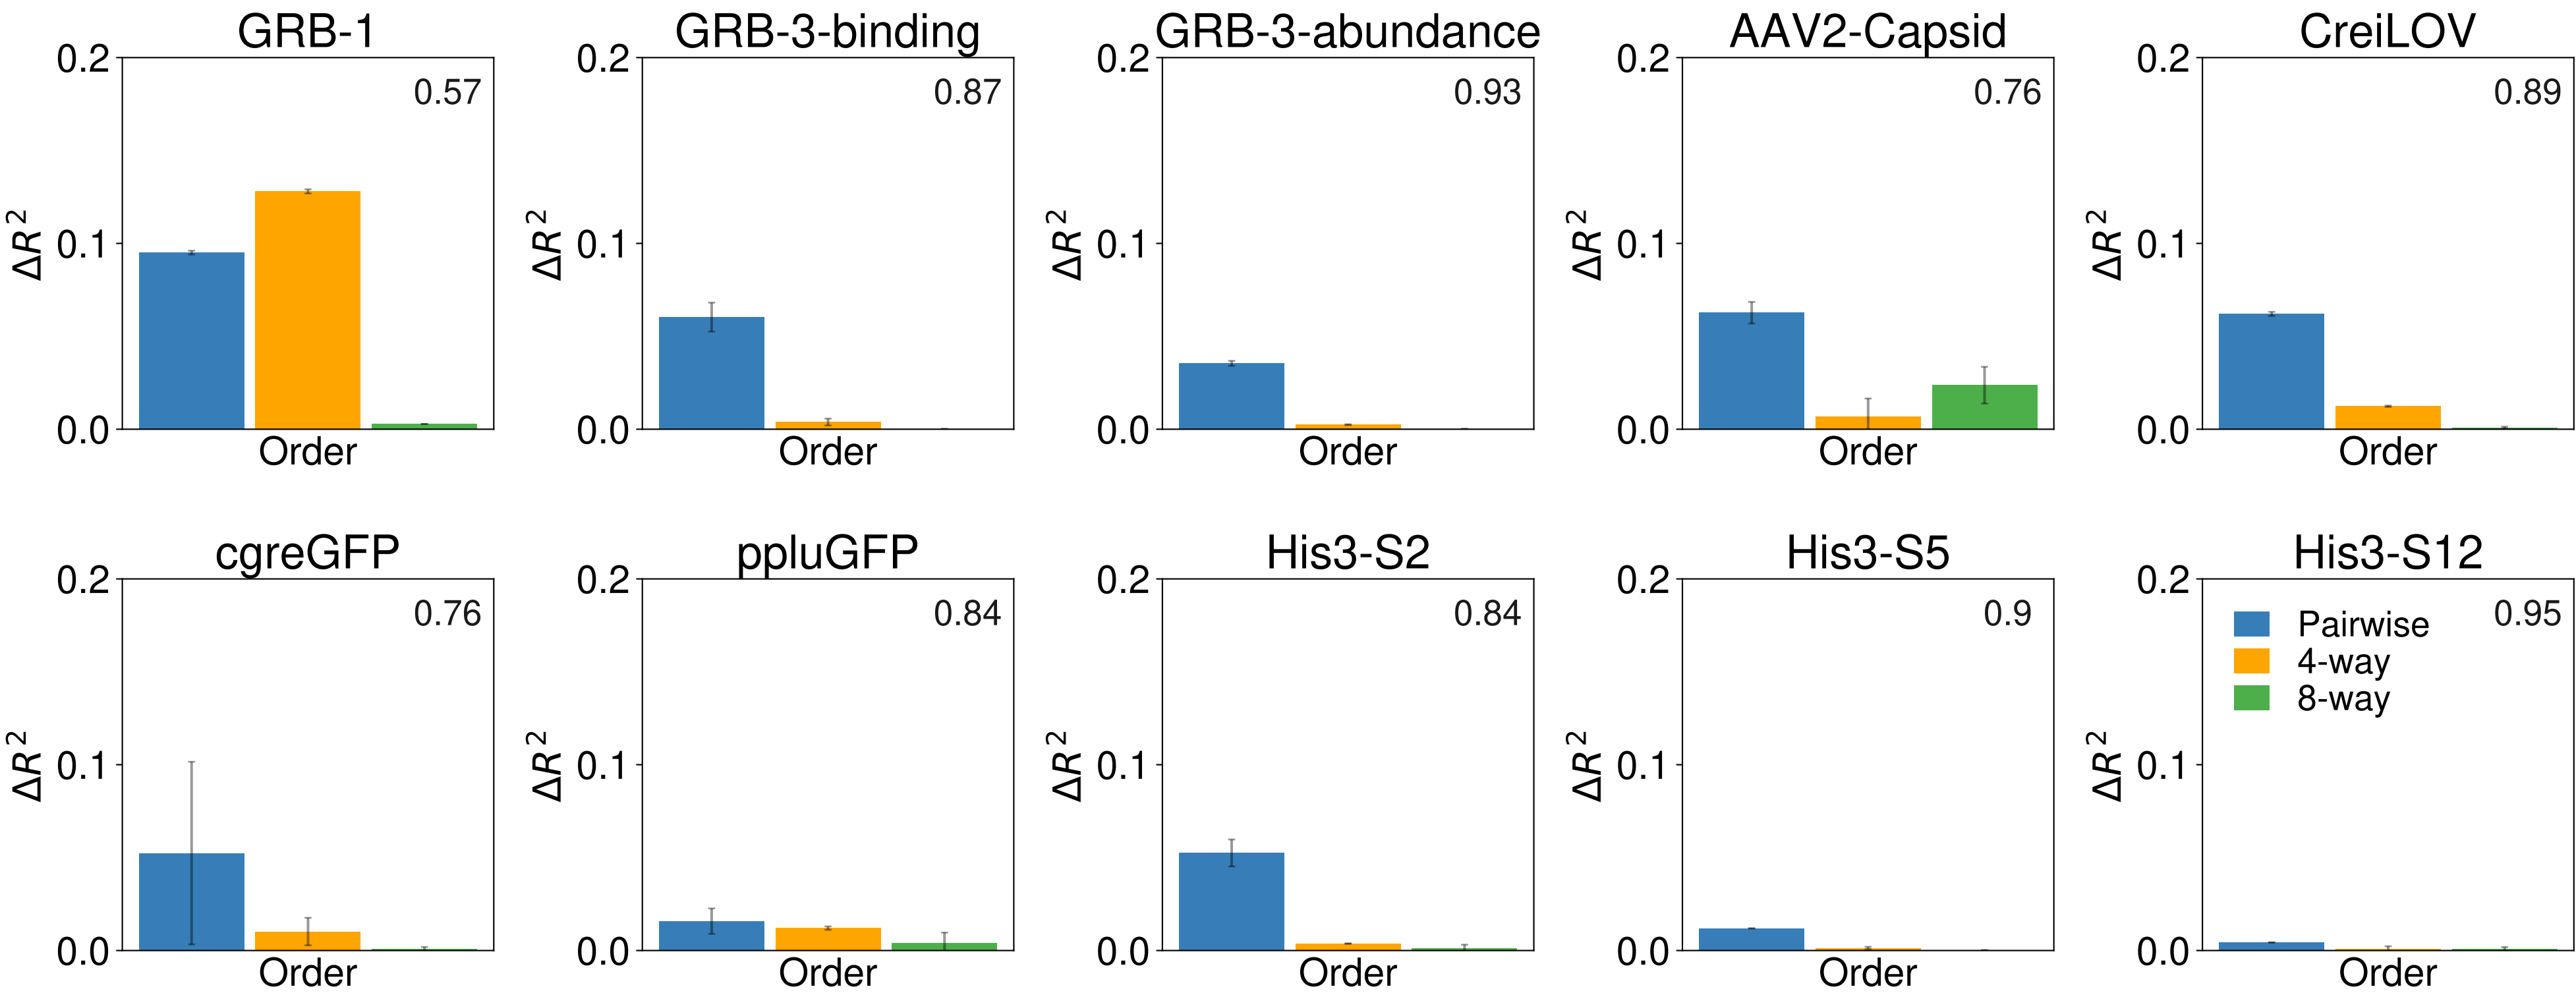 GRB-1
0.2
0.1
0.0
ΔR²
0.57
Order
GRB-3-binding
0.2
0.1
0.0
ΔR²
0.87
Order
GRB-3-abundance
0.2
0.1
0.0
ΔR²
0.93
Order
AAV2-Capsid
0.2
0.1
0.0
ΔR²
0.76
Order
CreiLOV
0.2
0.1
0.0
ΔR²
0.89
Order
cgreGFP
0.2
0.1
0.0
ΔR²
0.76
Order
ppluGFP
0.2
0.1
0.0
ΔR²
0.84
Order
His3-S2
0.2
0.1
0.0
ΔR²
0.84
Order
His3-S5
0.2
0.1
0.0
ΔR²
0.9
Order
His3-S12
0.2
0.1
0.0
ΔR²
0.95
Pairwise
4-way
8-way
Order